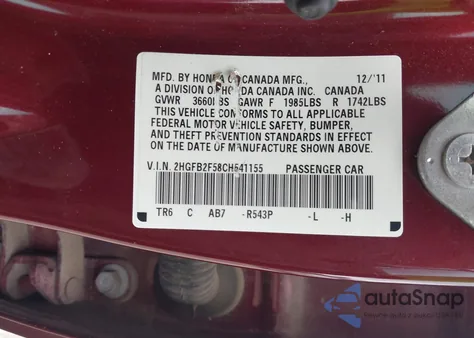 MFD. BY HONDA OF CANADA MFG., 12/'11
A DIVISION OF HONDA CANADA INC. CANADA
GVWR 3660LBS GAWR F 1985LBS R 1742LBS
THIS VEHICLE CONFORMS TO ALL APPLICABLE
FEDERAL MOTOR VEHICLE SAFETY, BUMPER,
AND THEFT PREVENTION STANDARDS IN EFFECT
ON THE DATE OF MANUFACTURE SHOWN ABOVE.
V.I.N. 2HGFB2F58CH541155 PASSENGER CAR
TR6 C AB7 -R543P -L -H
autoSnap